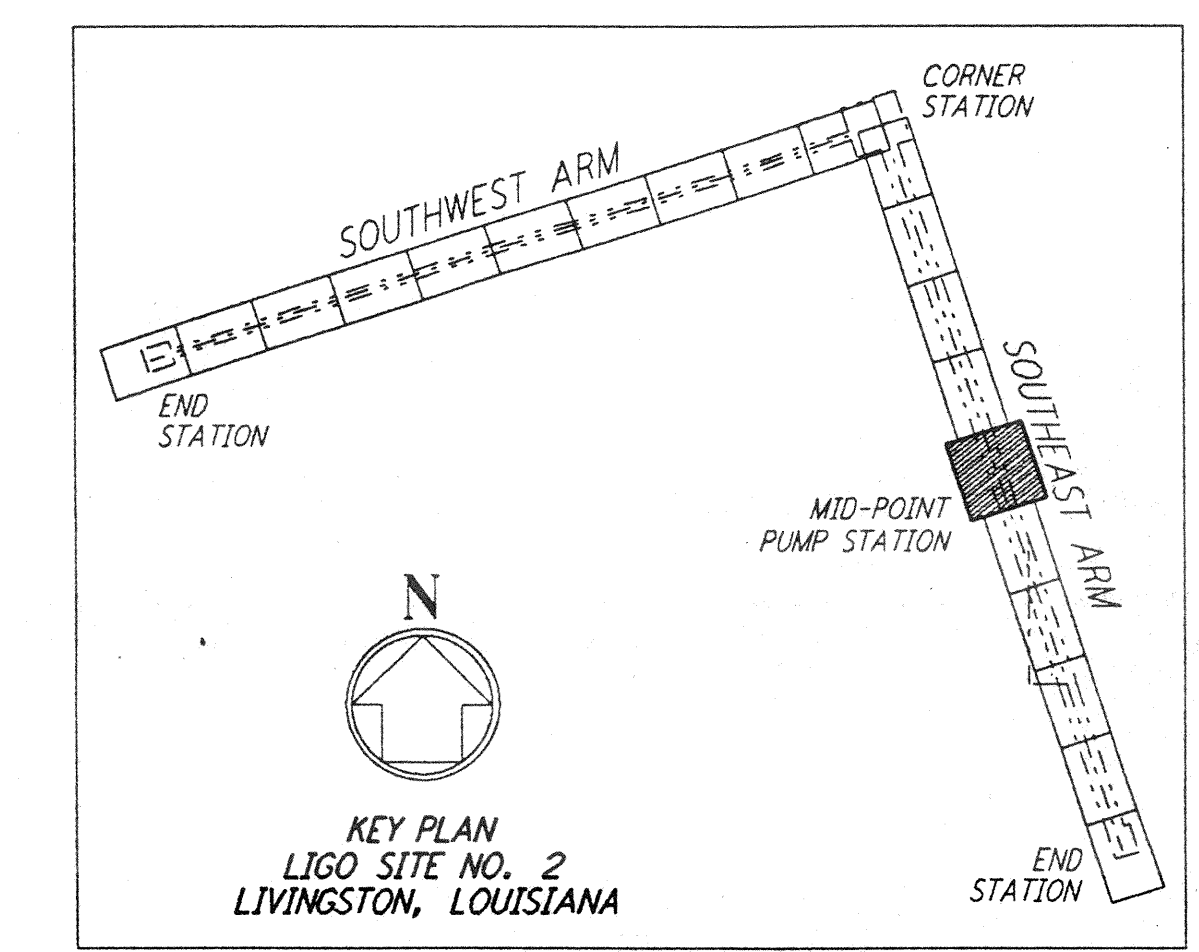 CORNER
STATION
SOUTHWEST ARM
END
STATION
SOUTHEAST ARM
MID-POINT
PUMP STATION
N
KEY PLAN
LIGO SITE NO. 2
LIVINGSTON, LOUISIANA
END
STATION